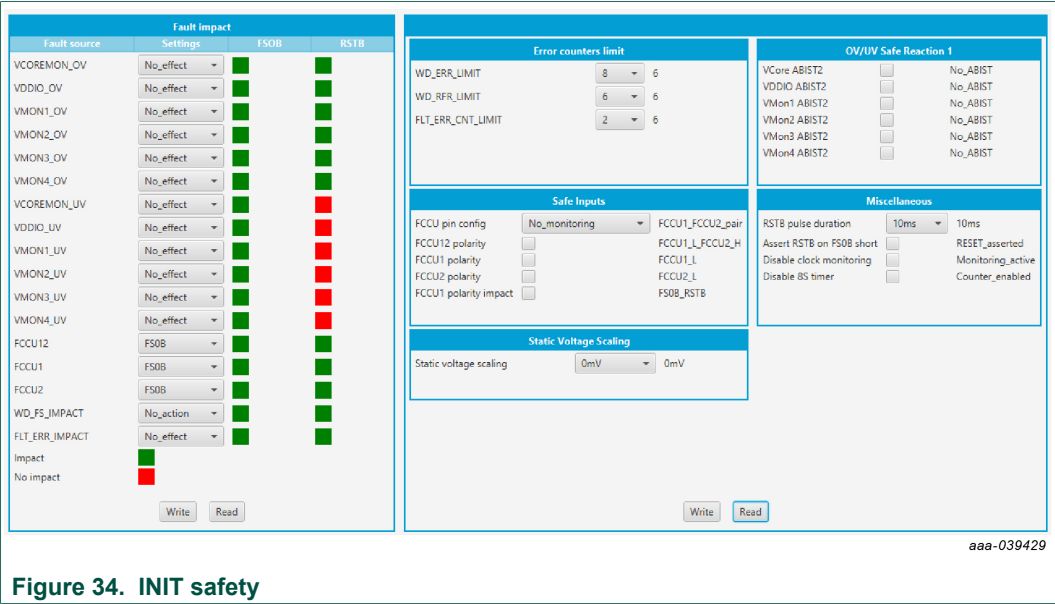 Fault impact
Fault source Settings FSOB RSTB
VCOREMON_OV No_effect
VDDIO_OV No_effect
VMON1_OV No_effect
VMON2_OV No_effect
VMON3_OV No_effect
VMON4_OV No_effect
VCOREMON_UV No_effect
VDDIO_UV No_effect
VMON1_UV No_effect
VMON2_UV No_effect
VMON3_UV No_effect
VMON4_UV No_effect
FCCU12 FS0B
FCCU1 FS0B
FCCU2 FS0B
WD_FS_IMPACT No_action
FLT_ERR_IMPACT No_effect
Impact
No impact
Write Read
Error counters limit
WD_ERR_LIMIT 8 6
WD_RFR_LIMIT 6 6
FLT_ERR_CNT_LIMIT 2 6
OV/UV Safe Reaction 1
VCore ABIST2 No_ABIST
VDDIO ABIST2 No_ABIST
VMon1 ABIST2 No_ABIST
VMon2 ABIST2 No_ABIST
VMon3 ABIST2 No_ABIST
VMon4 ABIST2 No_ABIST
Safe Inputs
FCCU pin config No_monitoring FCCU1_FCCU2_pair
FCCU12 polarity FCCU1_L_FCCU2_H
FCCU1 polarity FCCU1_L
FCCU2 polarity FCCU2_L
FCCU1 polarity impact FS0B_RSTB
Miscellaneous
RSTB pulse duration 10ms 10ms
Assert RSTB on FS0B short RESET_asserted
Disable clock monitoring Monitoring_active
Disable 8S timer Counter_enabled
Static Voltage Scaling
Static voltage scaling 0mV 0mV
Write Read
aaa-039429
Figure 34. INIT safety